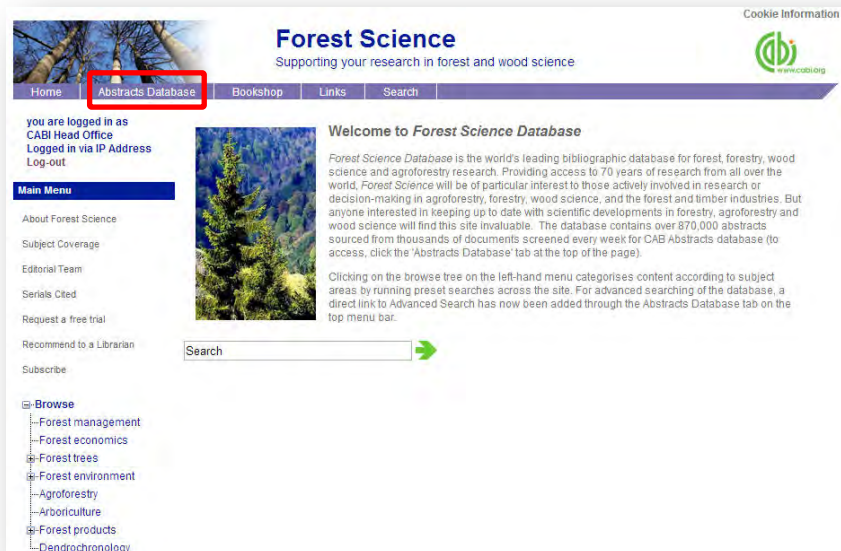 Cookie Information
Forest Science
Supporting your research in forest and wood science
cabi
www.cabi.org
Home
Abstracts Database
Bookshop
Links
Search
you are logged in as
CABI Head Office
Logged in via IP Address
Log-out
Main Menu
About Forest Science
Subject Coverage
Editorial Team
Serials Cited
Request a free trial
Recommend to a Librarian
Subscribe
Browse
Forest management
Forest economics
Forest trees
Forest environment
Agroforestry
Arboriculture
Forest products
Dendrochronology
Welcome to Forest Science Database
Forest Science Database is the world's leading bibliographic database for forest, forestry, wood
science and agroforestry research. Providing access to 70 years of research from all over the
world, Forest Science will be of particular interest to those actively involved in research or
decision-making in agroforestry, forestry, wood science, and the forest and timber industries. But
anyone interested in keeping up to date with scientific developments in forestry, agroforestry and
wood science will find this site invaluable. The database contains over 870,000 abstracts
sourced from thousands of documents screened every week for CAB Abstracts database (to
access, click the 'Abstracts Database' tab at the top of the page).
Clicking on the browse tree on the left-hand menu categorises content according to subject
areas by running preset searches across the site. For advanced searching of the database, a
direct link to Advanced Search has now been added through the Abstracts Database tab on the
top menu bar.
Search